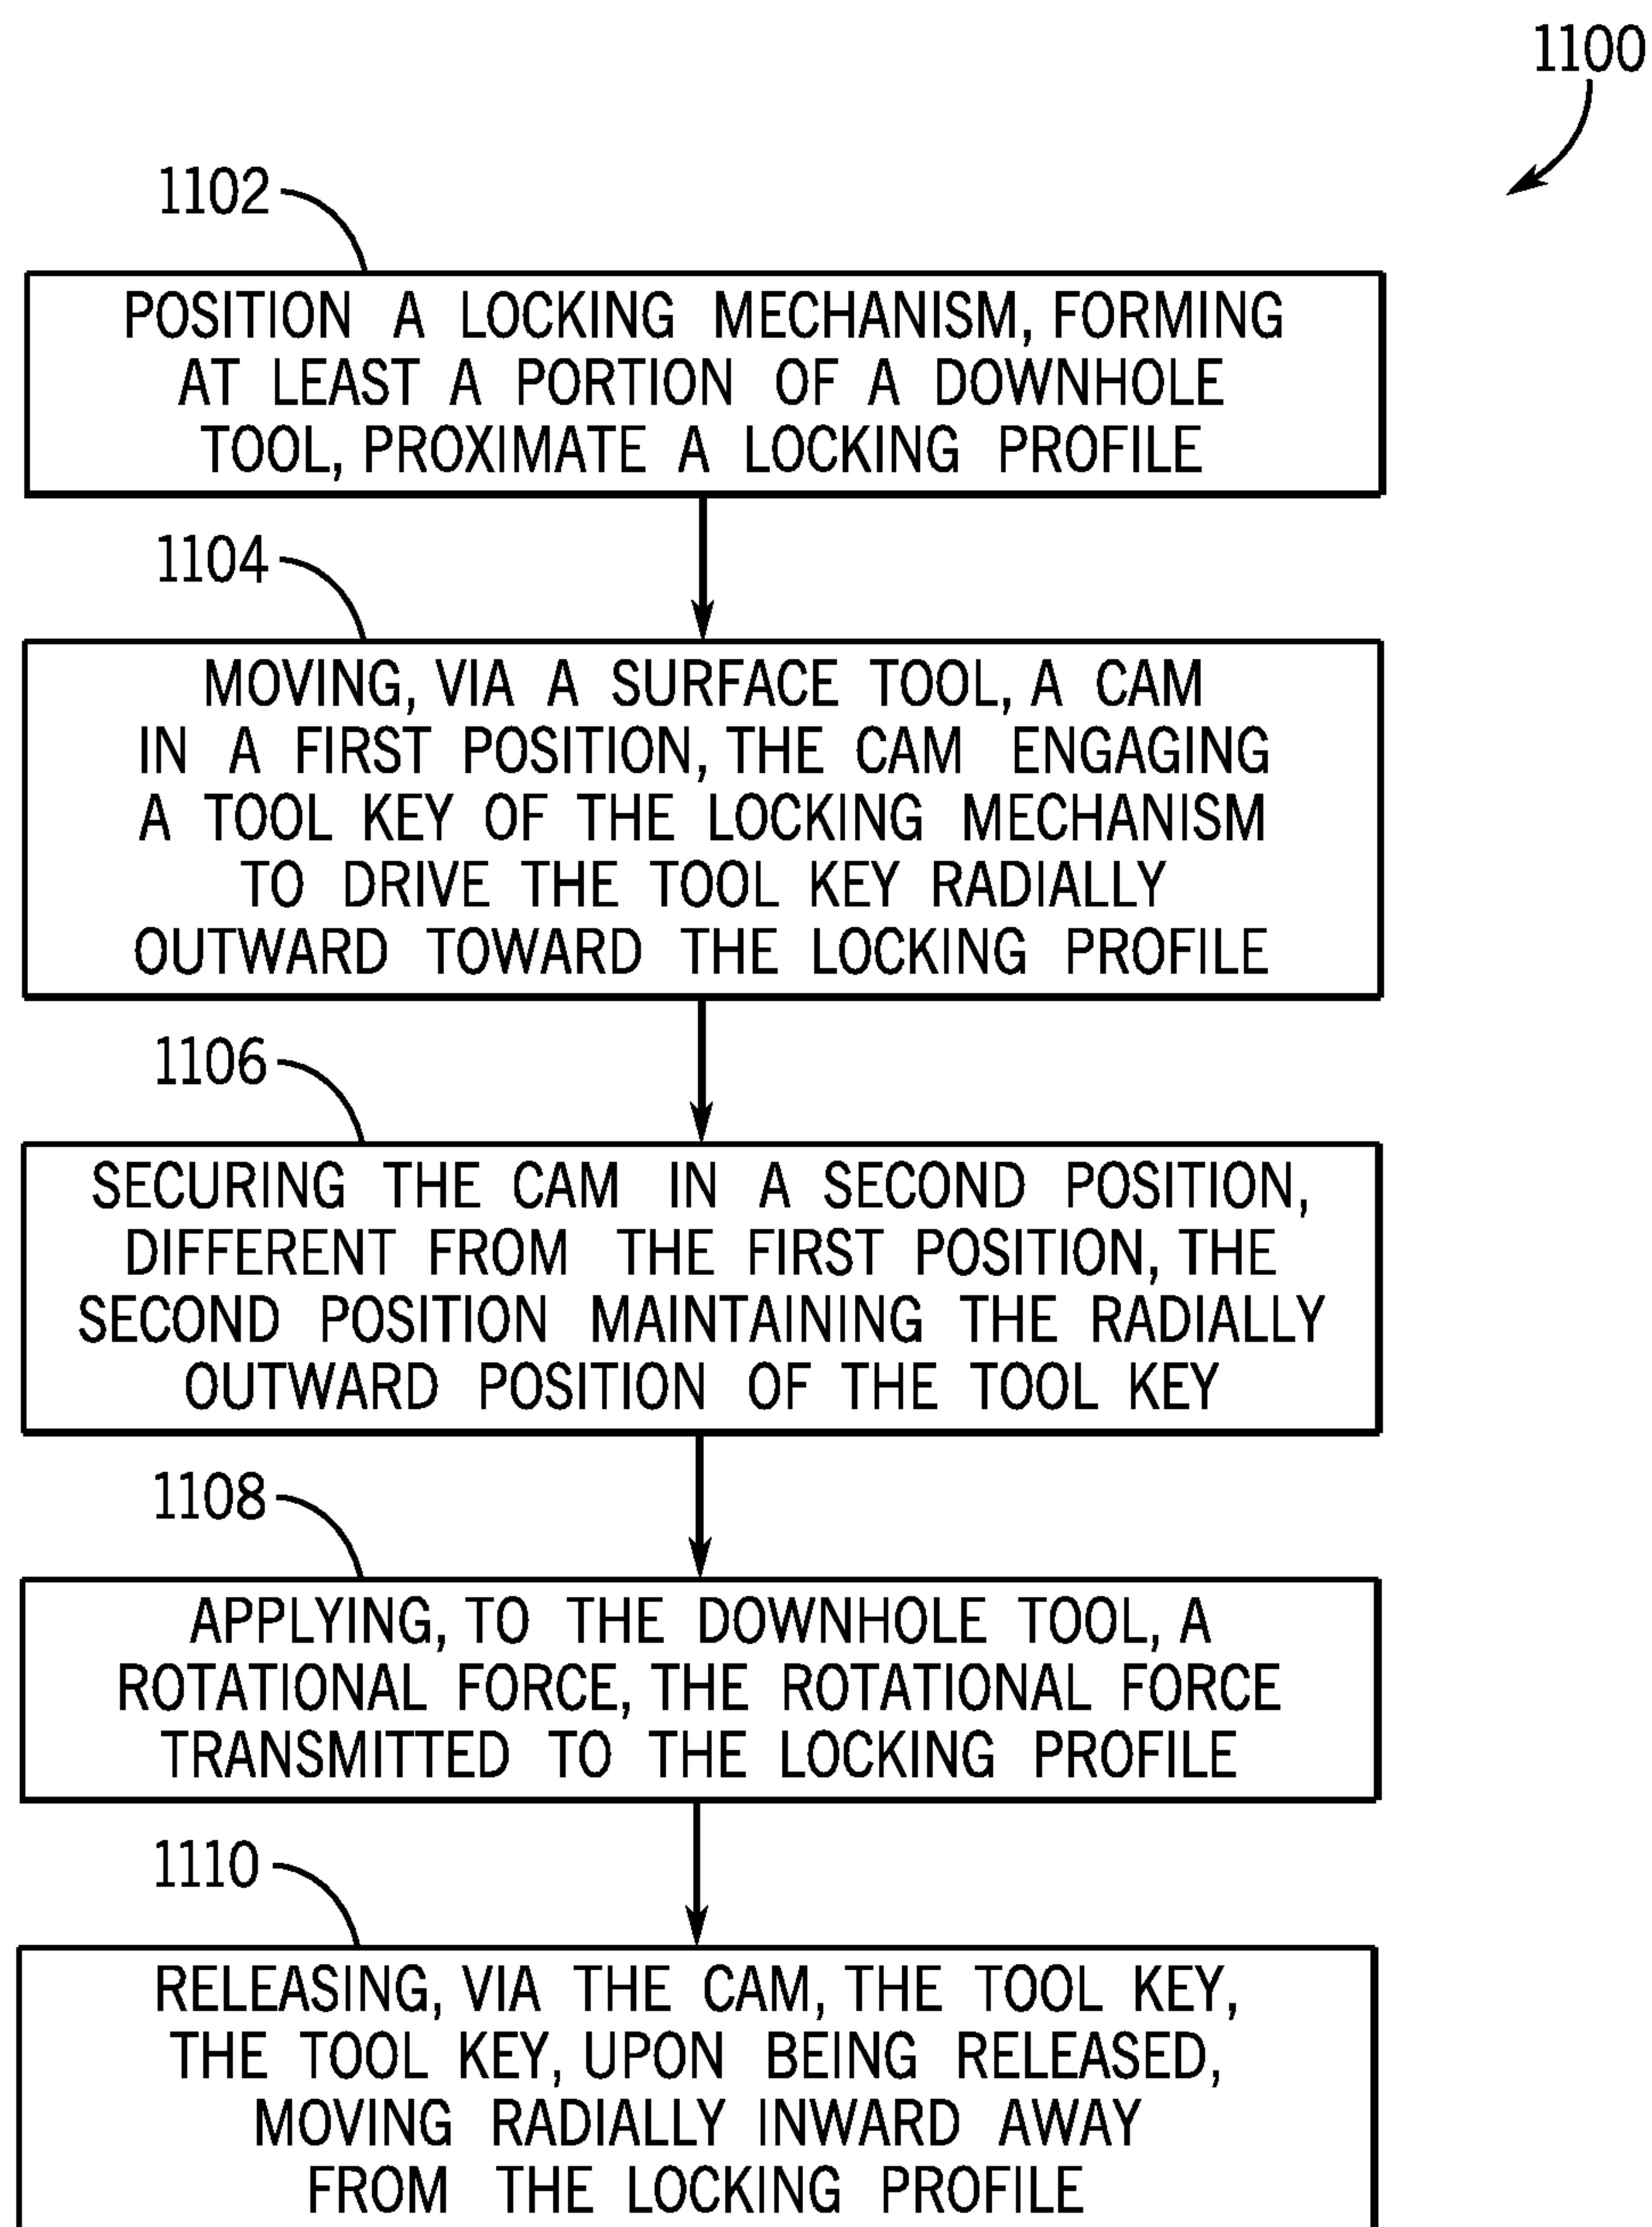 1100
1102
POSITION A LOCKING MECHANISM, FORMING
AT LEAST A PORTION OF A DOWNHOLE
TOOL, PROXIMATE A LOCKING PROFILE
1104
MOVING, VIA A SURFACE TOOL, A CAM
IN A FIRST POSITION, THE CAM ENGAGING
A TOOL KEY OF THE LOCKING MECHANISM
TO DRIVE THE TOOL KEY RADIALLY
OUTWARD TOWARD THE LOCKING PROFILE
1106
SECURING THE CAM IN A SECOND POSITION,
DIFFERENT FROM THE FIRST POSITION, THE
SECOND POSITION MAINTAINING THE RADIALLY
OUTWARD POSITION OF THE TOOL KEY
1108
APPLYING, TO THE DOWNHOLE TOOL, A
ROTATIONAL FORCE, THE ROTATIONAL FORCE
TRANSMITTED TO THE LOCKING PROFILE
1110
RELEASING, VIA THE CAM, THE TOOL KEY,
THE TOOL KEY, UPON BEING RELEASED,
MOVING RADIALLY INWARD AWAY
FROM THE LOCKING PROFILE